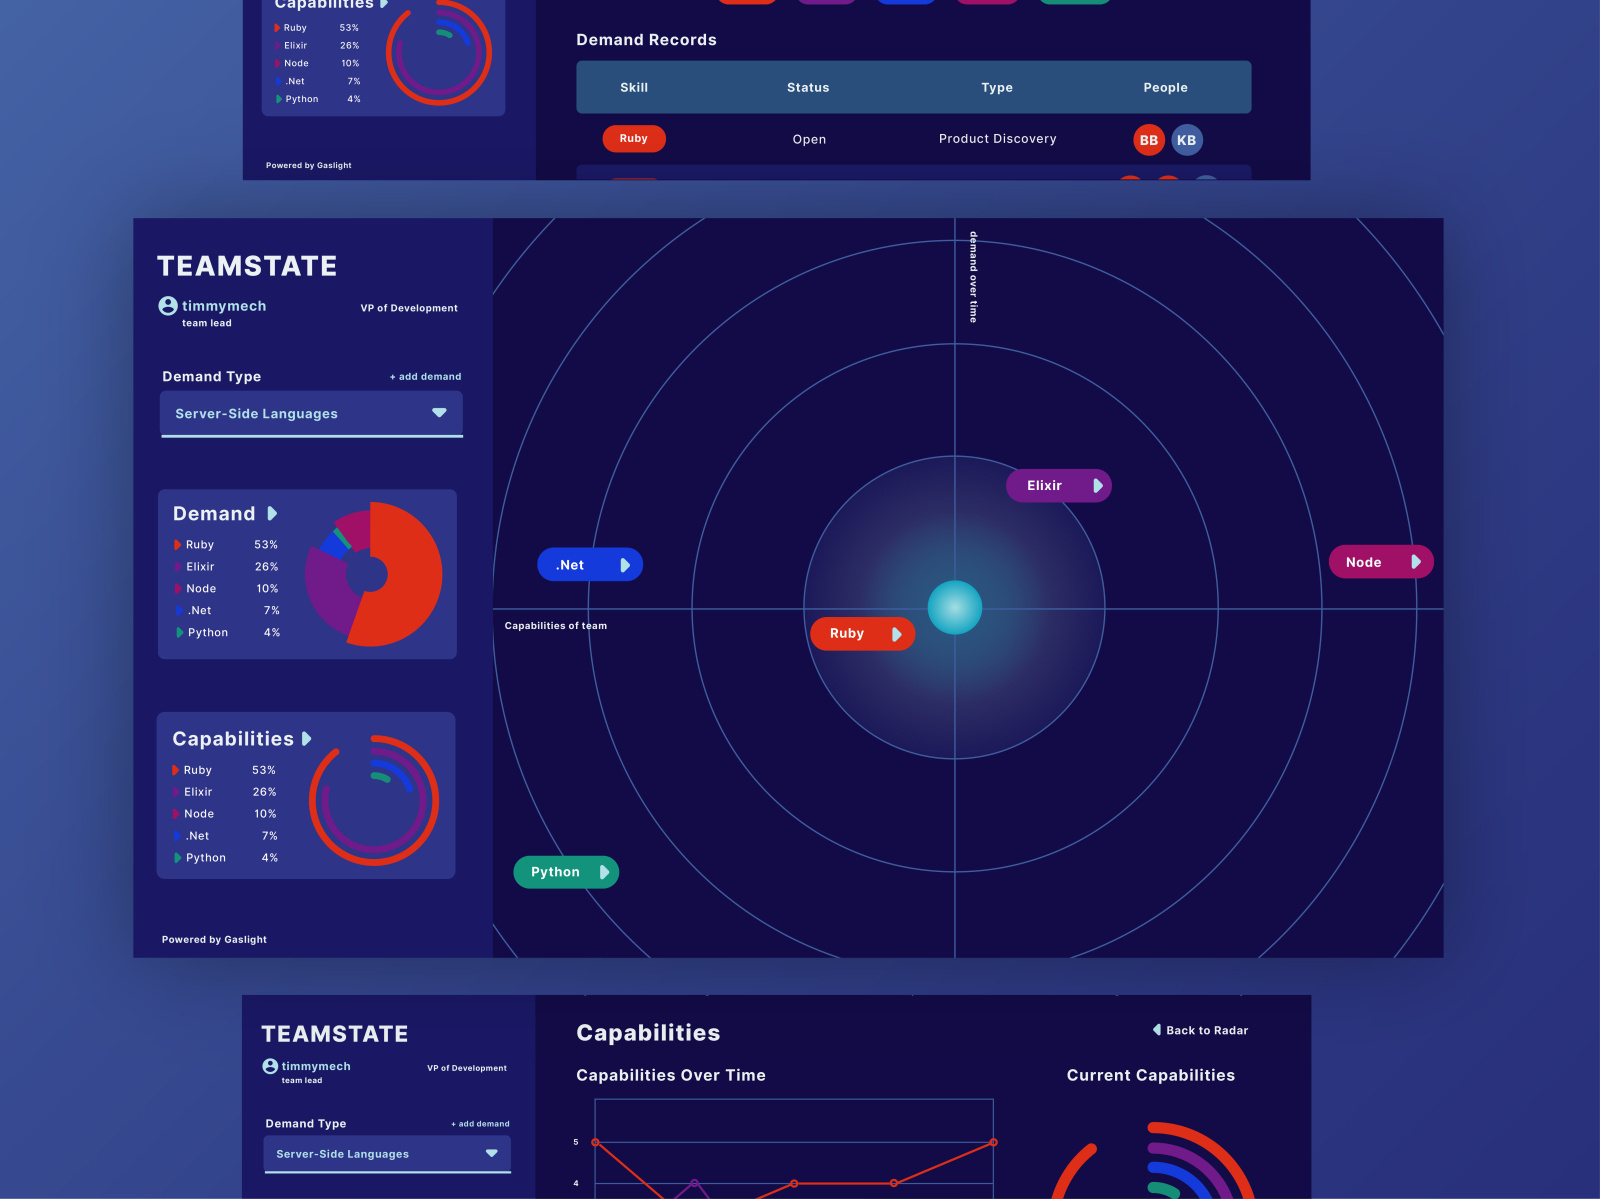 Capabilities
Ruby 53%
Elixir 26%
Node 10%
.Net 7%
Python 4%
Powered by Gaslight
Demand Records
Skill Status Type People
Ruby Open Product Discovery BB KB
TEAMSTATE
timmymech
team lead
VP of Development
Demand Type
+ add demand
Server-Side Languages
Demand
Ruby 53%
Elixir 26%
Node 10%
.Net 7%
Python 4%
Capabilities
Ruby 53%
Elixir 26%
Node 10%
.Net 7%
Python 4%
Powered by Gaslight
demand over time
Elixir
.Net
Node
Capabilities of team
Ruby
Python
TEAMSTATE
timmymech
team lead
VP of Development
Demand Type
+ add demand
Server-Side Languages
Capabilities
Back to Radar
Capabilities Over Time
Current Capabilities
5
4